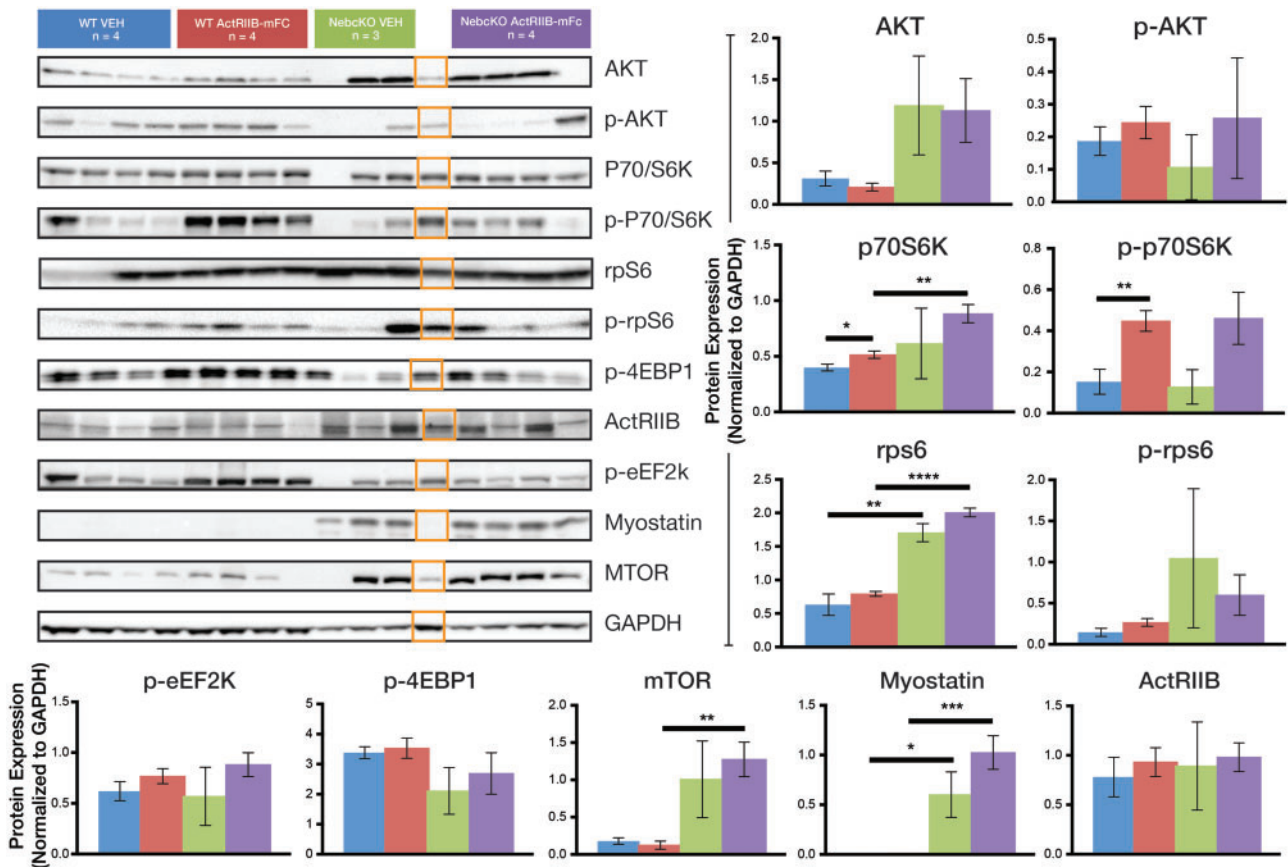 WT VEH
n = 4
WT ActRIIB-mFC
n = 4
NebcKO VEH
n = 3
NebcKO ActRIIB-mFc
n = 4
AKT
p-AKT
P70/S6K
p-P70/S6K
rpS6
p-rpS6
p-4EBP1
ActRIIB
p-eEF2k
Myostatin
MTOR
GAPDH
Protein Expression
(Normalized to GAPDH)
AKT
2.0
1.5
1.0
0.5
0.0
p-AKT
0.5
0.4
0.3
0.2
0.1
0.0
p70S6K
1.5
1.0
0.5
0.0
*
**
p-p70S6K
0.6
0.4
0.2
0.0
**
rps6
2.5
2.0
1.5
1.0
0.5
0.0
**
****
p-rps6
2.0
1.5
1.0
0.5
0.0
Protein Expression
(Normalized to GAPDH)
p-eEF2K
1.5
1.0
0.5
0.0
p-4EBP1
5
4
3
2
1
0
mTOR
2.0
1.5
1.0
0.5
0.0
**
Myostatin
1.5
1.0
0.5
0.0
*
***
ActRIIB
1.5
1.0
0.5
0.0